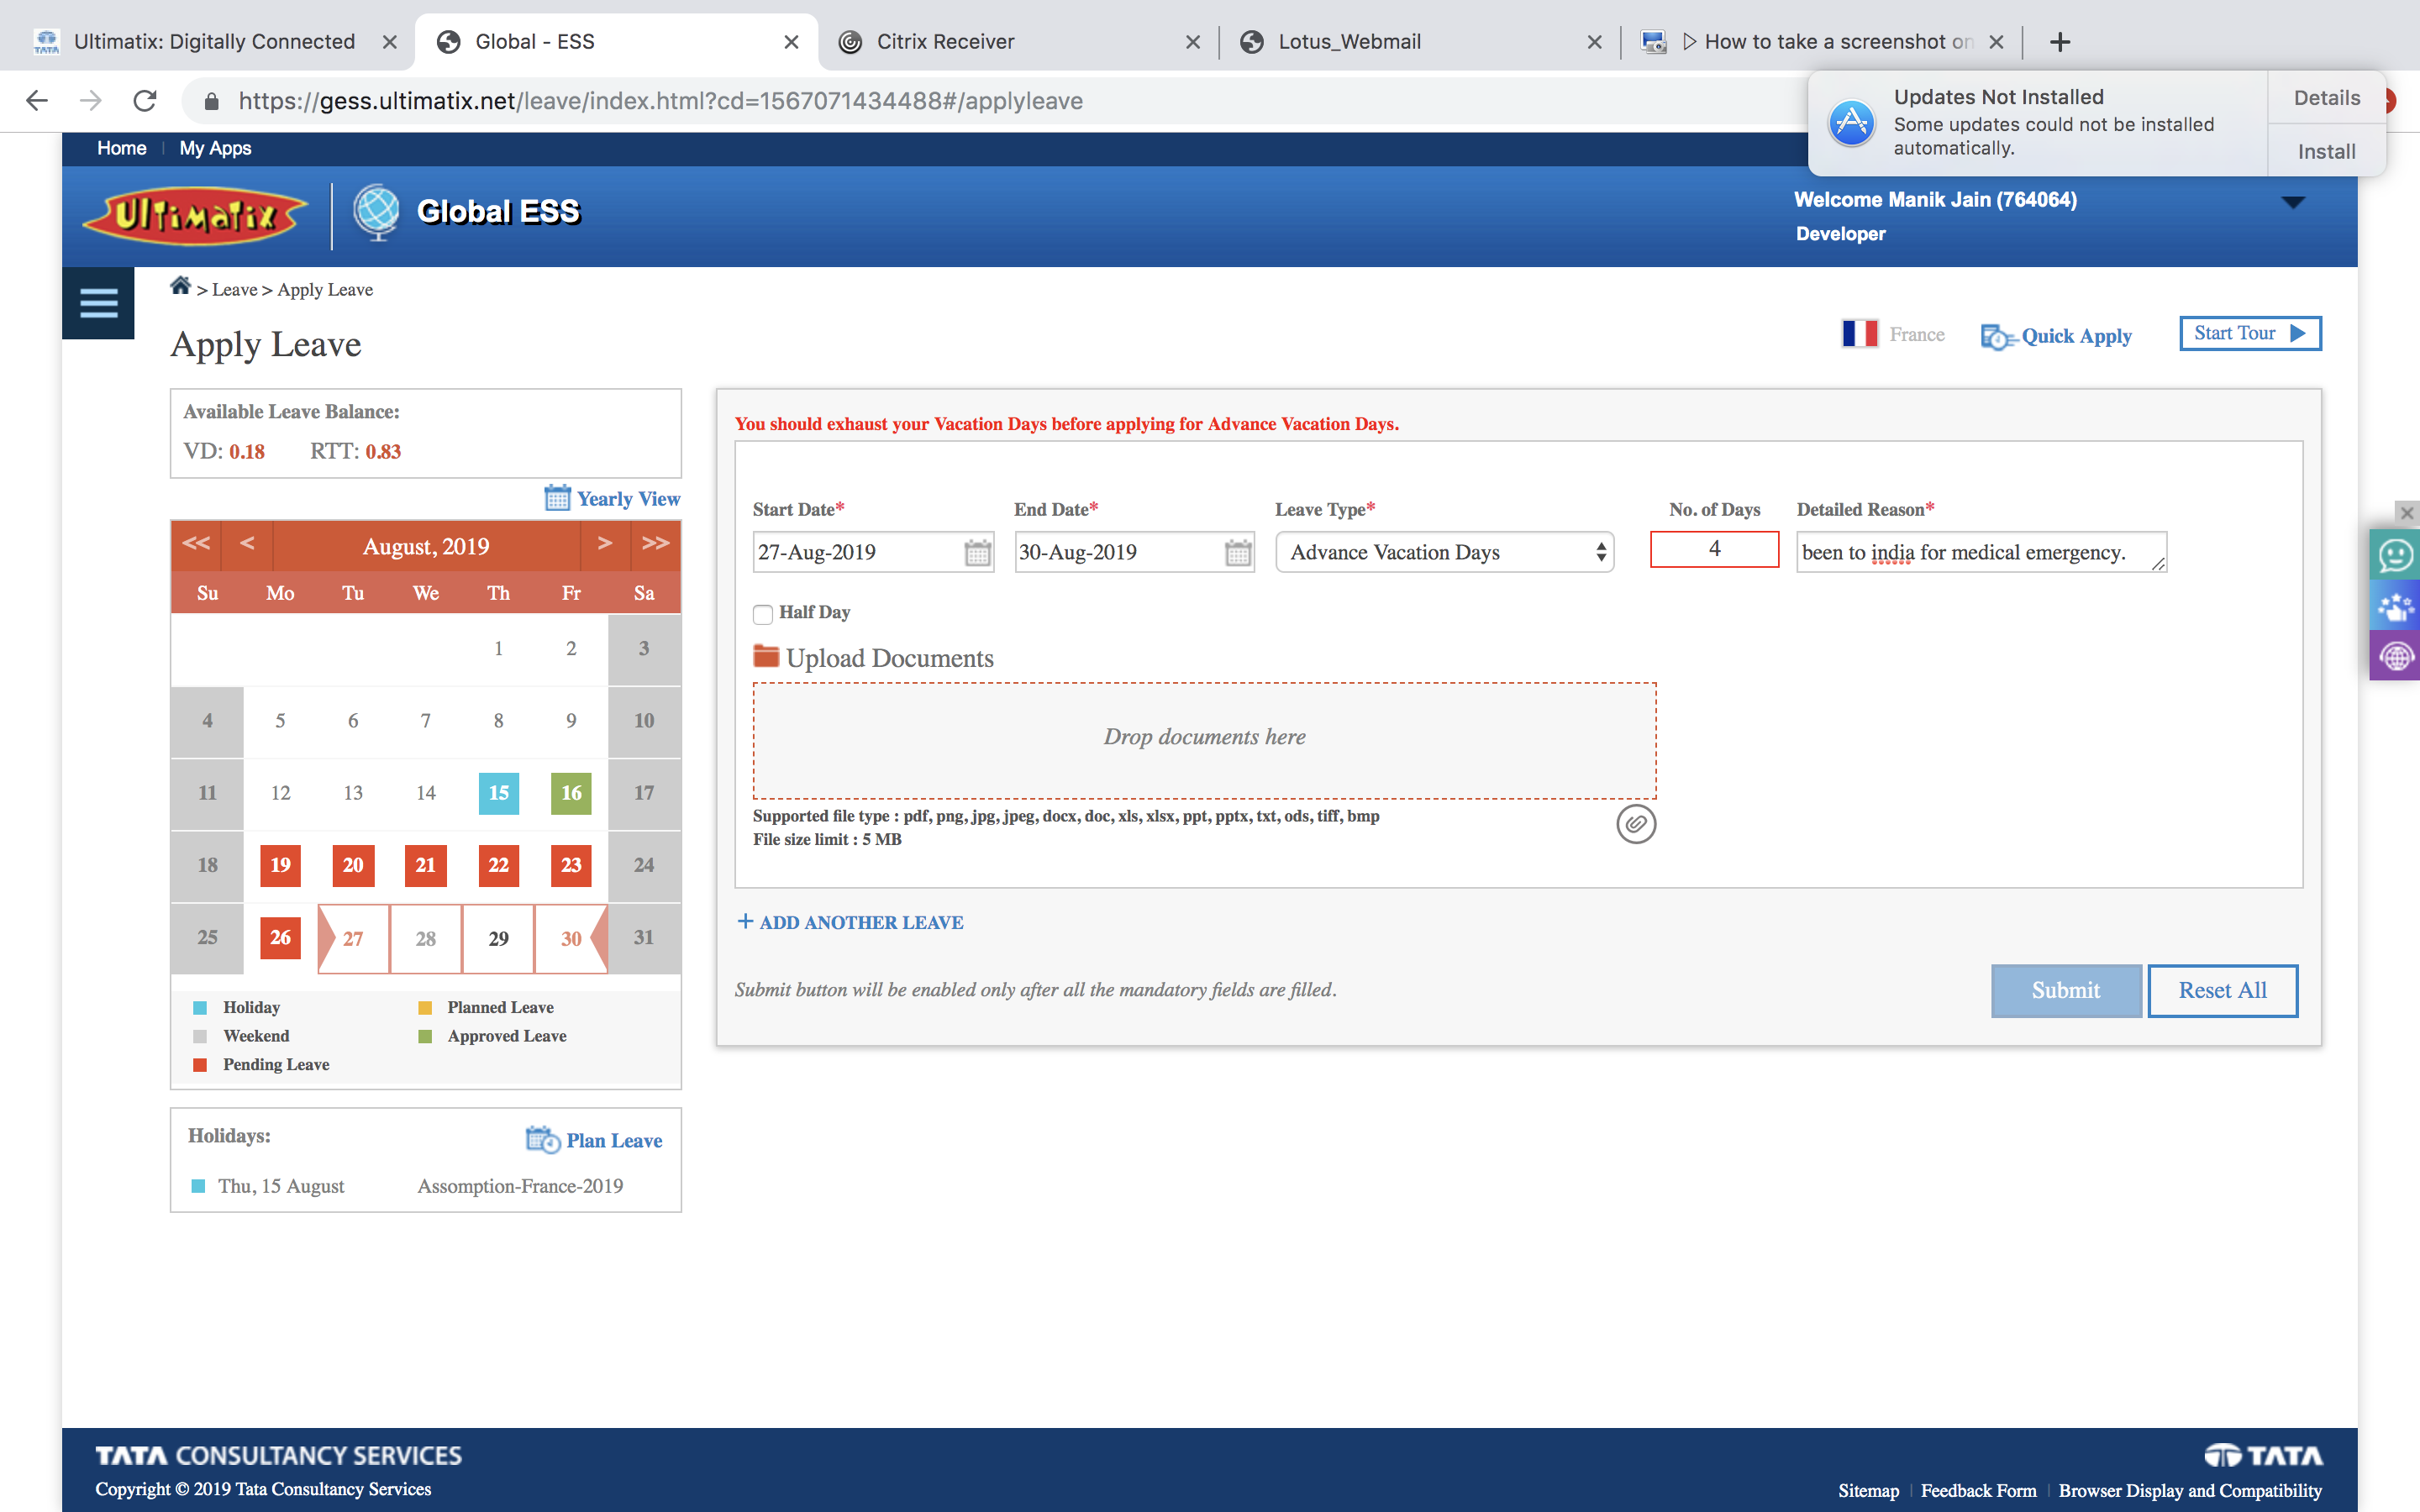 Ultimatix: Digitally Connected
Global - ESS
Citrix Receiver
Lotus_Webmail
How to take a screenshot on
https://gess.ultimatix.net/leave/index.html?cd=1567071434488#/applyleave
Updates Not Installed
Some updates could not be installed
automatically.
Details
Install
Home | My Apps
Ultimatix
Global ESS
Welcome Manik Jain (764064)
Developer
> Leave > Apply Leave
Apply Leave
France
Quick Apply
Start Tour
Available Leave Balance:
VD: 0.18 RTT: 0.83
Yearly View
<< < August, 2019 > >>
Su Mo Tu We Th Fr Sa
1 2 3
4 5 6 7 8 9 10
11 12 13 14 15 16 17
18 19 20 21 22 23 24
25 26 27 28 29 30 31
Holiday Planned Leave
Weekend Approved Leave
Pending Leave
Holidays:
Plan Leave
Thu, 15 August Assomption-France-2019
You should exhaust your Vacation Days before applying for Advance Vacation Days.
Start Date* End Date* Leave Type* No. of Days Detailed Reason*
27-Aug-2019 30-Aug-2019 Advance Vacation Days 4 been to india for medical emergency.
Half Day
Upload Documents
Drop documents here
Supported file type : pdf, png, jpg, jpeg, docx, doc, xls, xlsx, ppt, pptx, txt, ods, tiff, bmp
File size limit : 5 MB
+ ADD ANOTHER LEAVE
Submit button will be enabled only after all the mandatory fields are filled.
Submit
Reset All
TATA CONSULTANCY SERVICES
Copyright © 2019 Tata Consultancy Services
TATA
Sitemap | Feedback Form | Browser Display and Compatibility